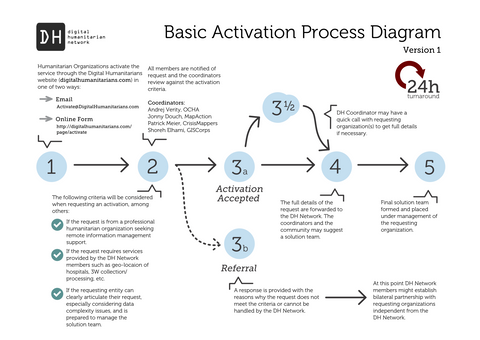 DH
digital
humanitarian
network
Basic Activation Process Diagram
Version 1
Humanitarian Organizations activate the
service through the Digital Humanitarians
website (digitalhumanitarians.com) in
one of two ways:
Email
Activate@DigitalHumanitarians.com
Online Form
http://digitalhumanitarians.com/
page/activate
All members are notified of
request and the coordinators
review against the activation
criteria.
Coordinators:
Andrej Verity, OCHA
Jonny Douch, MapAction
Patrick Meier, CrisisMappers
Shoreh Elhami, GISCorps
24h
turnaround
3½
DH Coordinator may have a
quick call with requesting
organization(s) to get full details
if necessary.
1
2
3a
4
5
Activation
Accepted
The following criteria will be considered
when requesting an activation, among
others:
If the request is from a professional
humanitarian organization seeking
remote information management
support.
If the request requires services
provided by the DH Network
members such as geo-locaion of
hospitals, 3W collection/
processing, etc.
If the requesting entity can
clearly articulate their request,
especially considering data
complexity issues, and is
prepared to manage the
solution team.
The full details of the
request are forwarded to
the DH Network. The
coordinators and the
community may suggest
a solution team.
Final solution team
formed and placed
under management of
the requesting
organization.
3b
Referral
A response is provided with the
reasons why the request does not
meet the criteria or cannot be
handled by the DH Network.
At this point DH Network
members might establish
bilateral partnership with
requesting organizations
independent from the
DH Network.